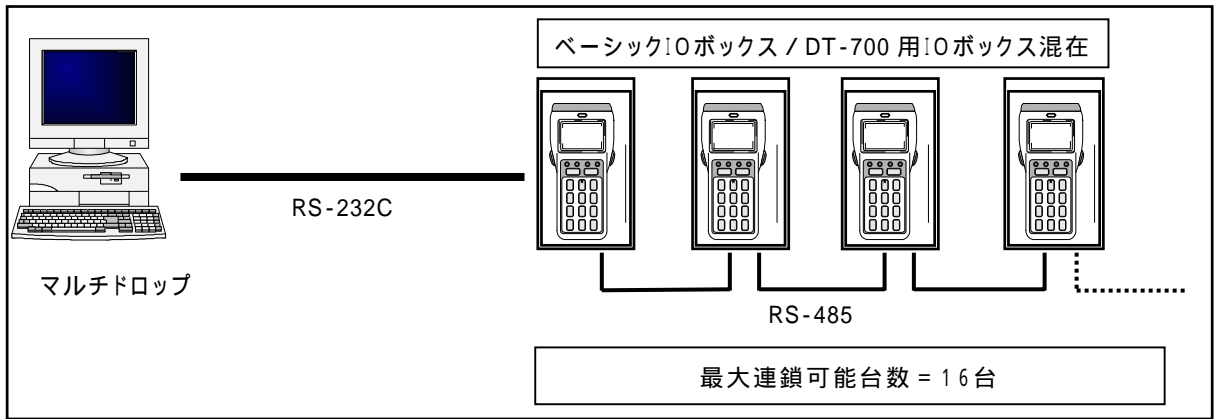 ベーシックIOボックス / DT-700 用IOボックス混在
RS-232C
マルチドロップ
RS-485
最大連鎖可能台数 = 16台